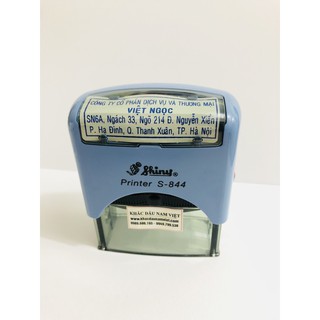 CÔNG TY CỔ PHẦN DỊCH VỤ VÀ THƯƠNG MẠI
VIỆT NGỌC
SN6A, Ngách 33, Ngõ 214 Đ. Nguyễn Xiển
P. Hạ Đình, Q. Thanh Xuân, TP. Hà Nội
Shiny
Printer S-844
KHẮC DẤU NAM VIỆT